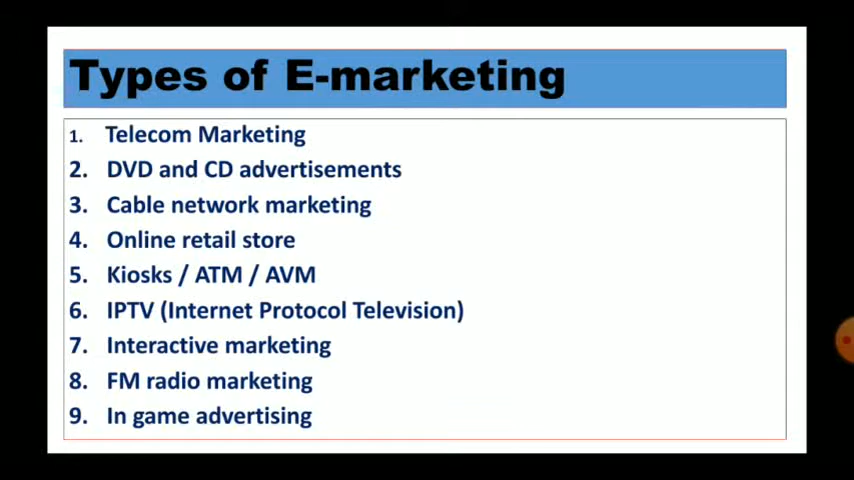 Types of E-marketing
1. Telecom Marketing
2. DVD and CD advertisements
3. Cable network marketing
4. Online retail store
5. Kiosks / ATM / AVM
6. IPTV (Internet Protocol Television)
7. Interactive marketing
8. FM radio marketing
9. In game advertising